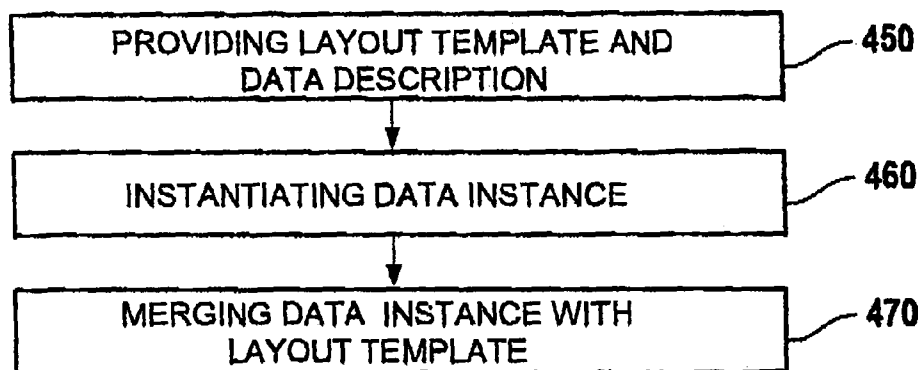 PROVIDING LAYOUT TEMPLATE AND
DATA DESCRIPTION
450
INSTANTIATING DATA INSTANCE
460
MERGING DATA INSTANCE WITH
LAYOUT TEMPLATE
470